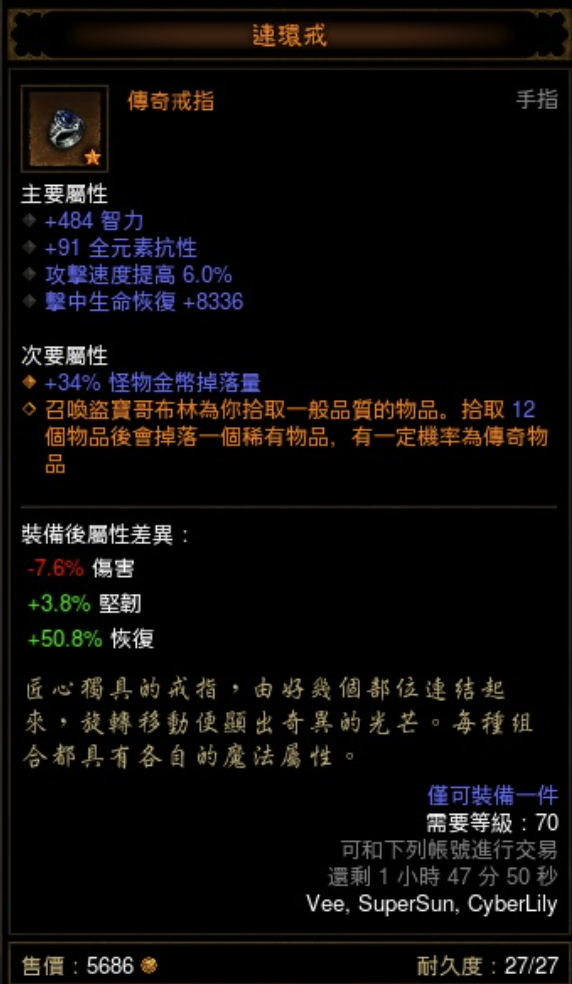 連環戒
傳奇戒指
手指
主要屬性
+484 智力
+91 全元素抗性
攻擊速度提高 6.0%
擊中生命恢復 +8336
次要屬性
+34% 怪物金幣掉落量
召喚盜寶哥布林為你拾取一般品質的物品。拾取 12
個物品後會掉落一個稀有物品，有一定機率為傳奇物
品
裝備後屬性差異：
-7.6% 傷害
+3.8% 堅韌
+50.8% 恢復
匠心獨具的戒指，由好幾個部位連結起
來，旋轉移動便顯出奇異的光芒。每種組
合都具有各自的魔法屬性。
僅可裝備一件
需要等級：70
可和下列帳號進行交易
還剩 1 小時 47 分 50 秒
Vee, SuperSun, CyberLily
售價：5686
耐久度：27/27